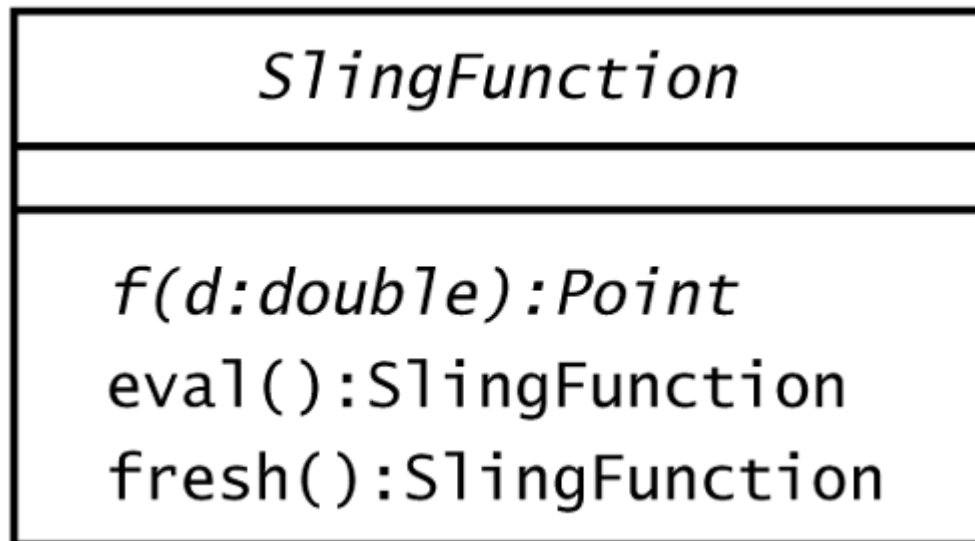 SlingFunction
f(d:double):Point
eval():SlingFunction
fresh():SlingFunction